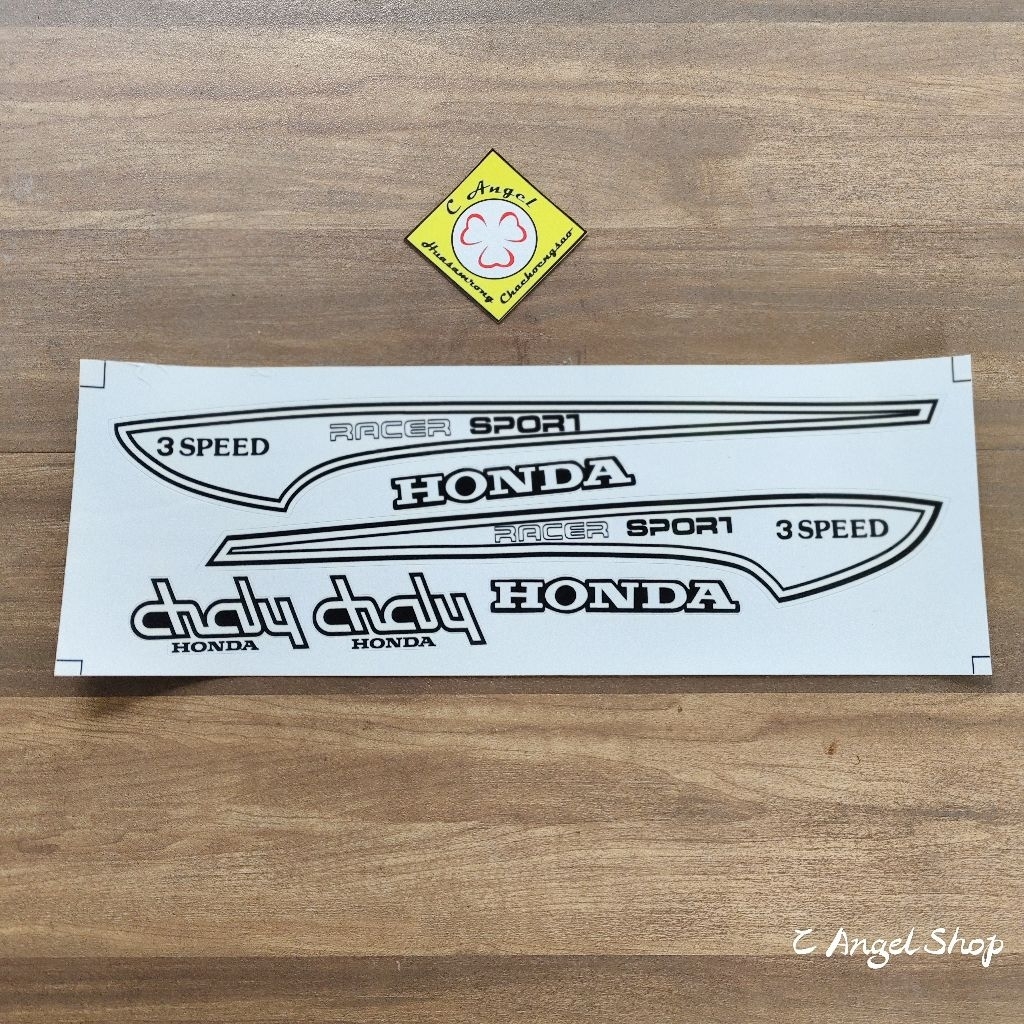 C Angel
Huasamrong Chachoengsao
3 SPEED RACER SPORT
HONDA
RACER SPORT 3 SPEED
chaly chaly HONDA
HONDA HONDA
C Angel Shop